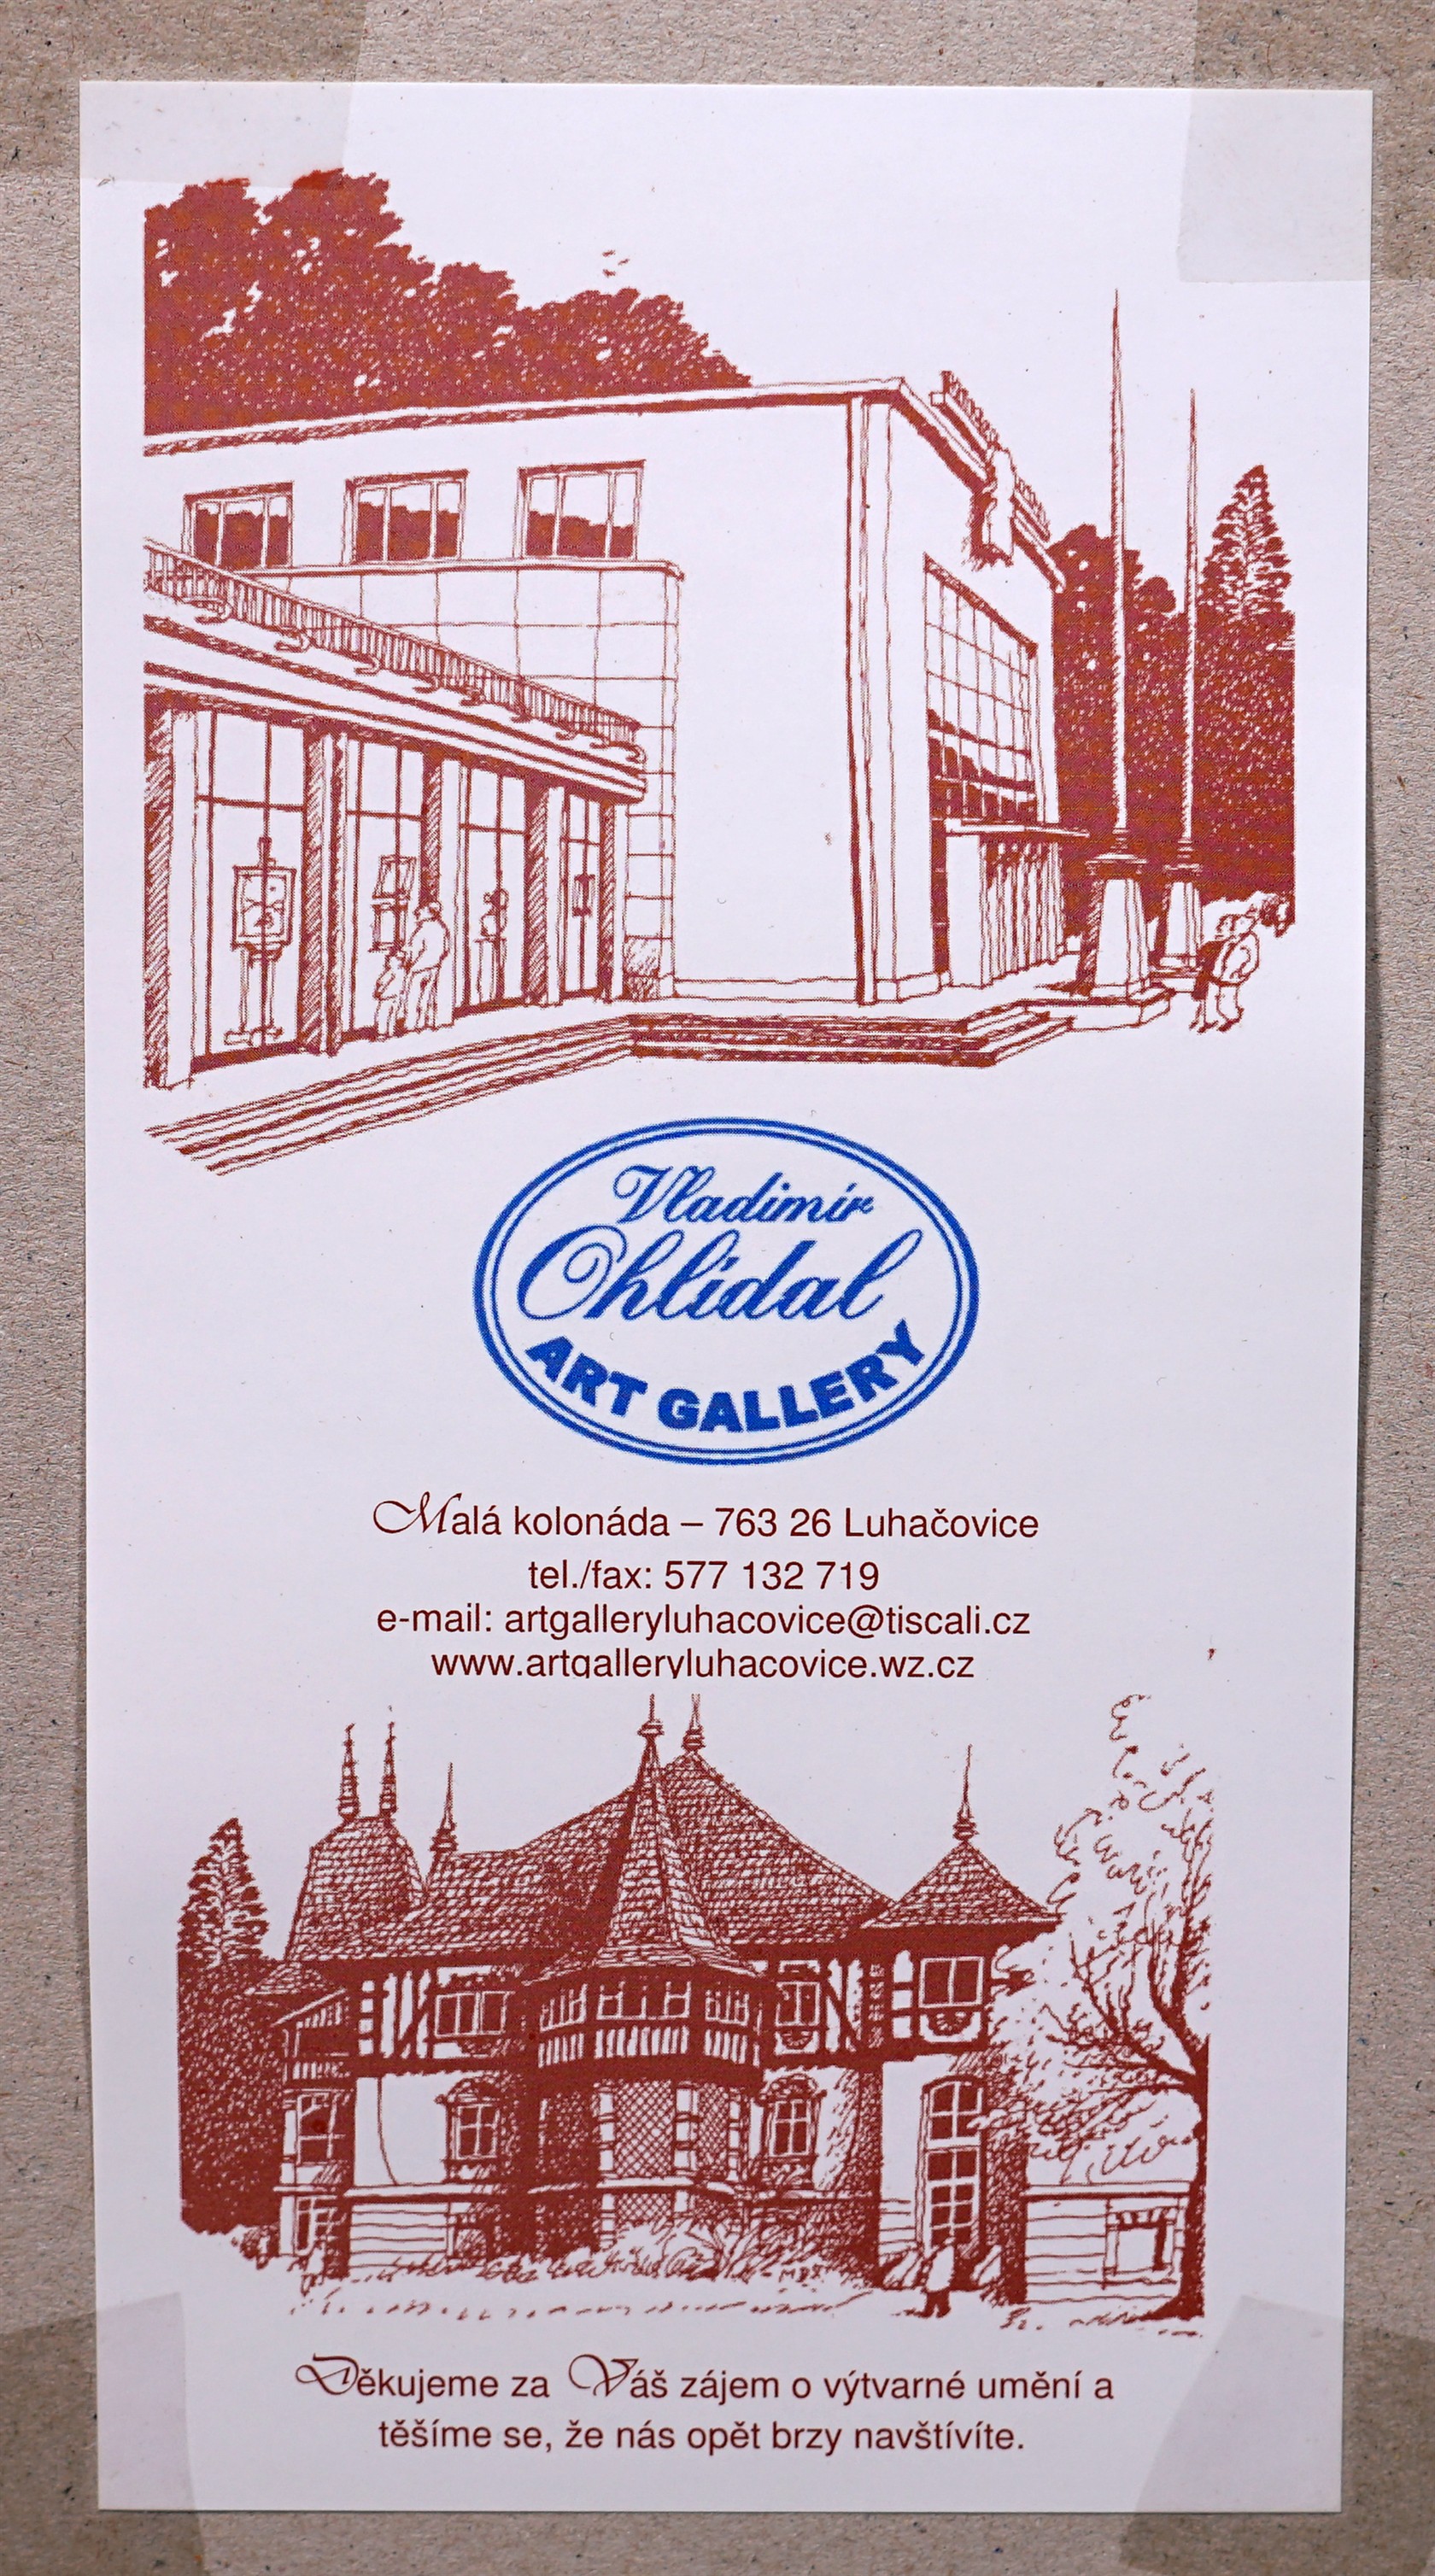 Vladimír
Ohlídal
ART GALLERY
Malá kolonáda – 763 26 Luhačovice
tel./fax: 577 132 719
e-mail: artgalleryluhacovice@tiscali.cz
www.artgalleryluhacovice.wz.cz
Děkujeme za Váš zájem o výtvarné umění a
těšíme se, že nás opět brzy navštívíte.